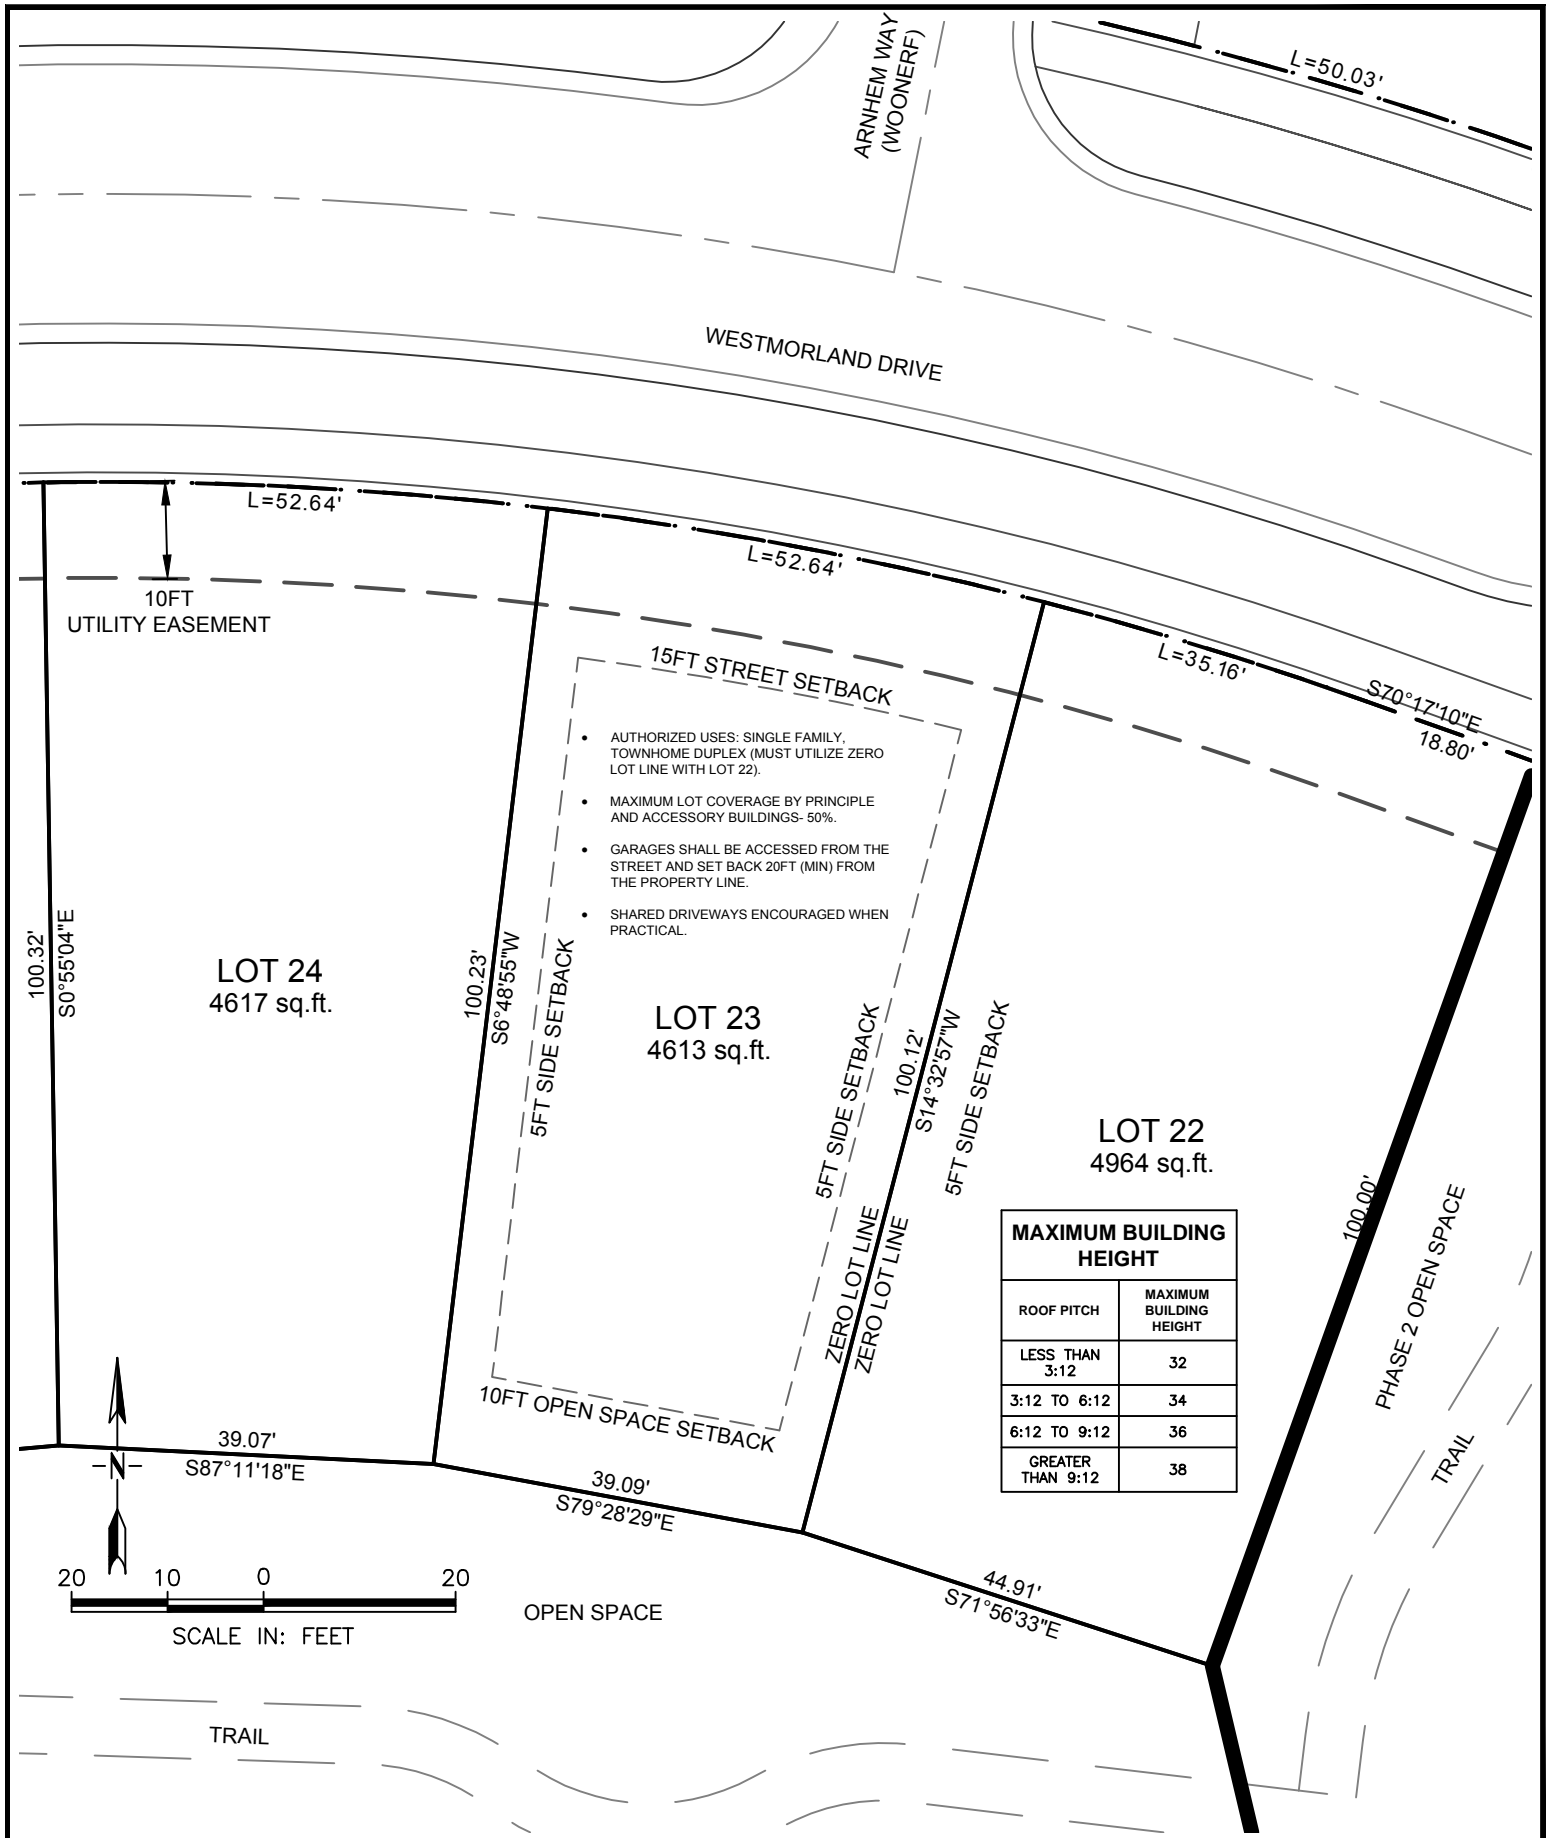 ARNHEM WAY
(WOONERF)
L=50.03'
WESTMORLAND DRIVE
L=52.64'
L=52.64'
L=35.16'
S70°17'10"E
18.80'
10FT
UTILITY EASEMENT
15FT STREET SETBACK
• AUTHORIZED USES: SINGLE FAMILY,
TOWNHOME DUPLEX (MUST UTILIZE ZERO
LOT LINE WITH LOT 22).
• MAXIMUM LOT COVERAGE BY PRINCIPLE
AND ACCESSORY BUILDINGS- 50%.
• GARAGES SHALL BE ACCESSED FROM THE
STREET AND SET BACK 20FT (MIN) FROM
THE PROPERTY LINE.
• SHARED DRIVEWAYS ENCOURAGED WHEN
PRACTICAL.
100.32'
S0°55'04"E
LOT 24
4617 sq.ft.
100.23'
S6°48'55"W
5FT SIDE SETBACK
LOT 23
4613 sq.ft.
5FT SIDE SETBACK
100.12'
S14°32'57"W
5FT SIDE SETBACK
ZERO LOT LINE
ZERO LOT LINE
LOT 22
4964 sq.ft.
100.00'
PHASE 2 OPEN SPACE
TRAIL
MAXIMUM BUILDING
HEIGHT
ROOF PITCH
MAXIMUM
BUILDING
HEIGHT
LESS THAN
3:12
32
3:12 TO 6:12
34
6:12 TO 9:12
36
GREATER
THAN 9:12
38
10FT OPEN SPACE SETBACK
39.07'
S87°11'18"E
39.09'
S79°28'29"E
44.91'
S71°56'33"E
N
20 10 0 20
SCALE IN: FEET
OPEN SPACE
TRAIL